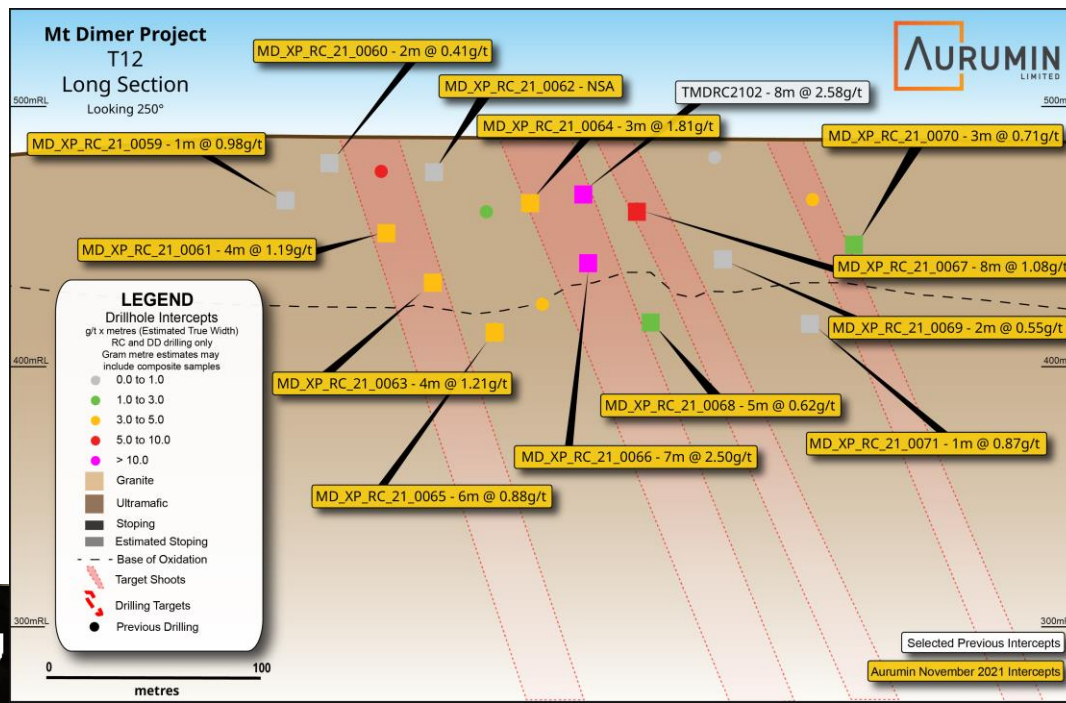 Mt Dimer Project
T12
Long Section
Looking 250°
AURUMIN
LIMITED
500mRL
500m
MD_XP_RC_21_0060 - 2m @ 0.41g/t
MD_XP_RC_21_0062 - NSA
TMDRC2102 - 8m @ 2.58g/t
MD_XP_RC_21_0064 - 3m @ 1.81g/t
MD_XP_RC_21_0070 - 3m @ 0.71g/t
MD_XP_RC_21_0059 - 1m @ 0.98g/t
MD_XP_RC_21_0061 - 4m @ 1.19g/t
MD_XP_RC_21_0067 - 8m @ 1.08g/t
MD_XP_RC_21_0069 - 2m @ 0.55g/t
400mRL
400m
MD_XP_RC_21_0063 - 4m @ 1.21g/t
MD_XP_RC_21_0068 - 5m @ 0.62g/t
MD_XP_RC_21_0071 - 1m @ 0.87g/t
MD_XP_RC_21_0066 - 7m @ 2.50g/t
MD_XP_RC_21_0065 - 6m @ 0.88g/t
LEGEND
Drillhole Intercepts
g/t x metres (Estimated True Width)
RC and DD drilling only
Gram metre estimates may
include composite samples
0.0 to 1.0
1.0 to 3.0
3.0 to 5.0
5.0 to 10.0
> 10.0
Granite
Ultramafic
Stoping
Estimated Stoping
Base of Oxidation
Target Shoots
Drilling Targets
Previous Drilling
300mRL
300m
0 100
metres
Selected Previous Intercepts
Aurumin November 2021 Intercepts